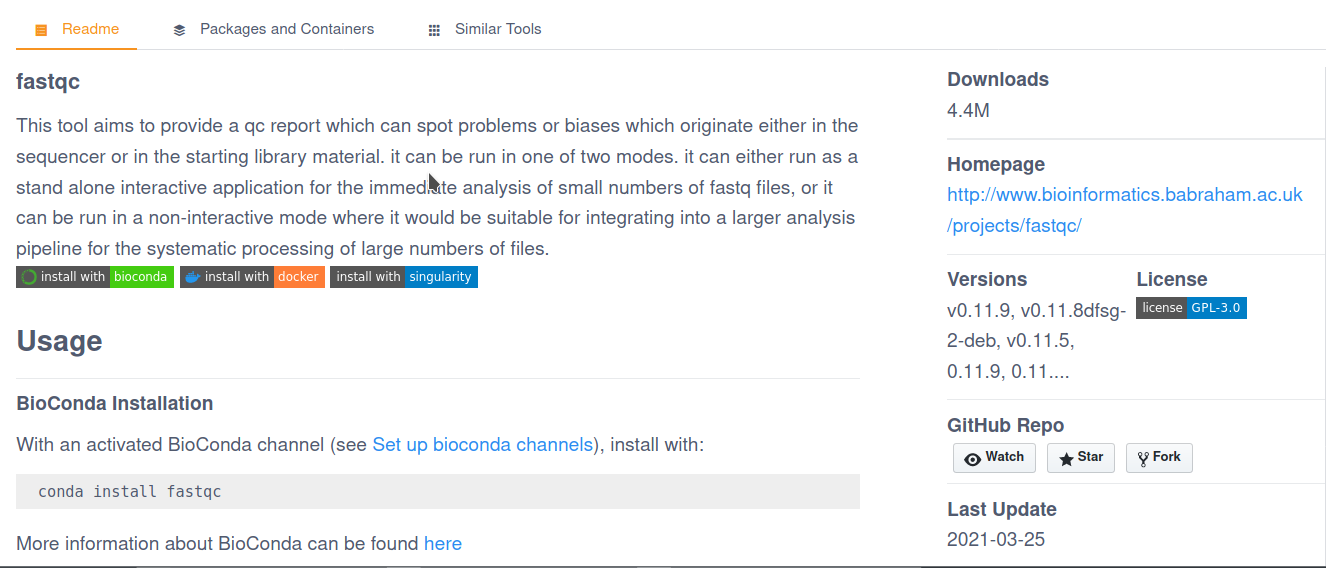 Readme
Packages and Containers
Similar Tools
fastqc
This tool aims to provide a qc report which can spot problems or biases which originate either in the
sequencer or in the starting library material. it can be run in one of two modes. it can either run as a
stand alone interactive application for the immediate analysis of small numbers of fastq files, or it
can be run in a non-interactive mode where it would be suitable for integrating into a larger analysis
pipeline for the systematic processing of large numbers of files.
install with bioconda
install with docker
install with singularity
Usage
BioConda Installation
With an activated BioConda channel (see Set up bioconda channels), install with:
conda install fastqc
More information about BioConda can be found here
Downloads
4.4M
Homepage
http://www.bioinformatics.babraham.ac.uk
/projects/fastqc/
Versions
v0.11.9, v0.11.8dfsg-
2-deb, v0.11.5,
0.11.9, 0.11....
License
license GPL-3.0
GitHub Repo
Watch
Star
Fork
Last Update
2021-03-25